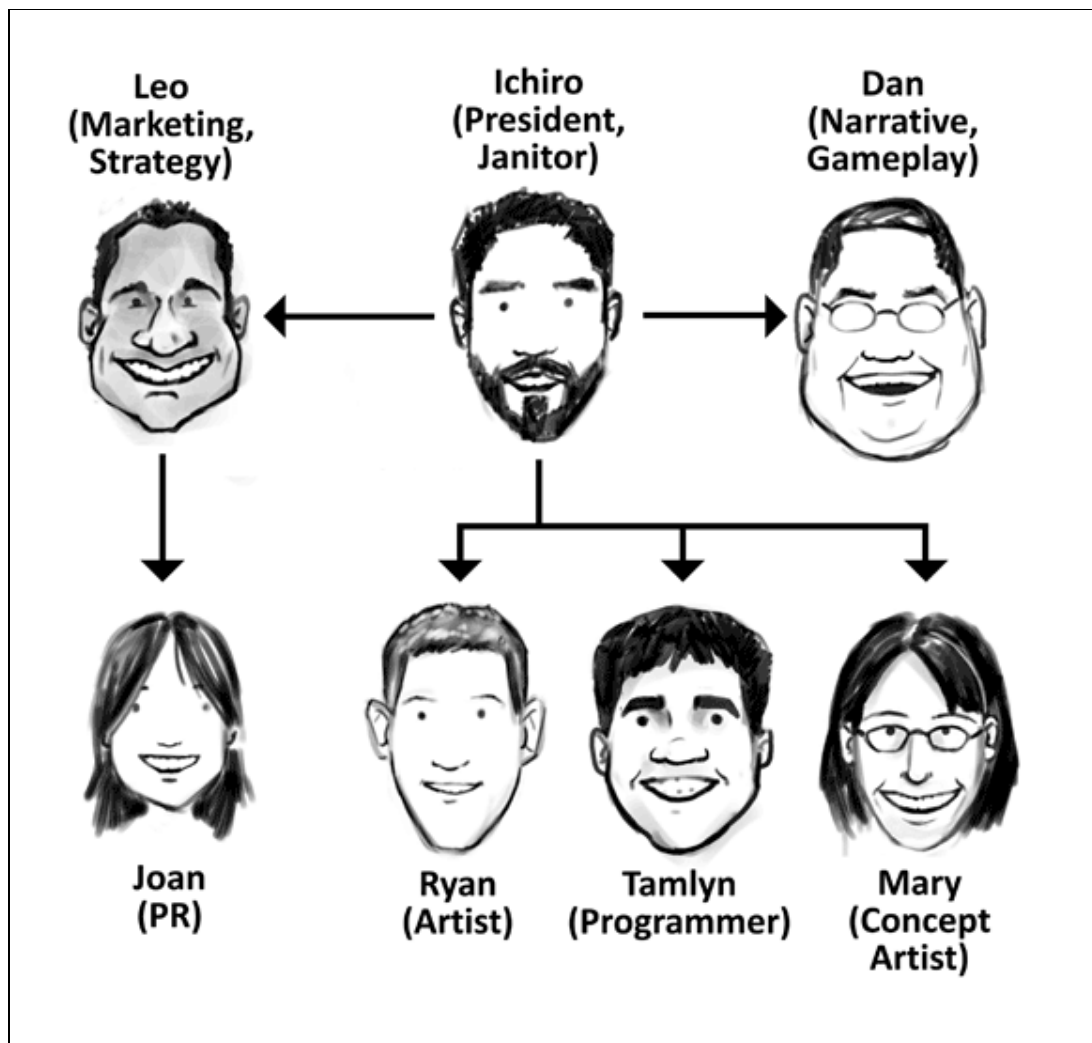 Leo
(Marketing,
Strategy)
Ichiro
(President,
Janitor)
Dan
(Narrative,
Gameplay)
Joan
(PR)
Ryan
(Artist)
Tamlyn
(Programmer)
Mary
(Concept
Artist)